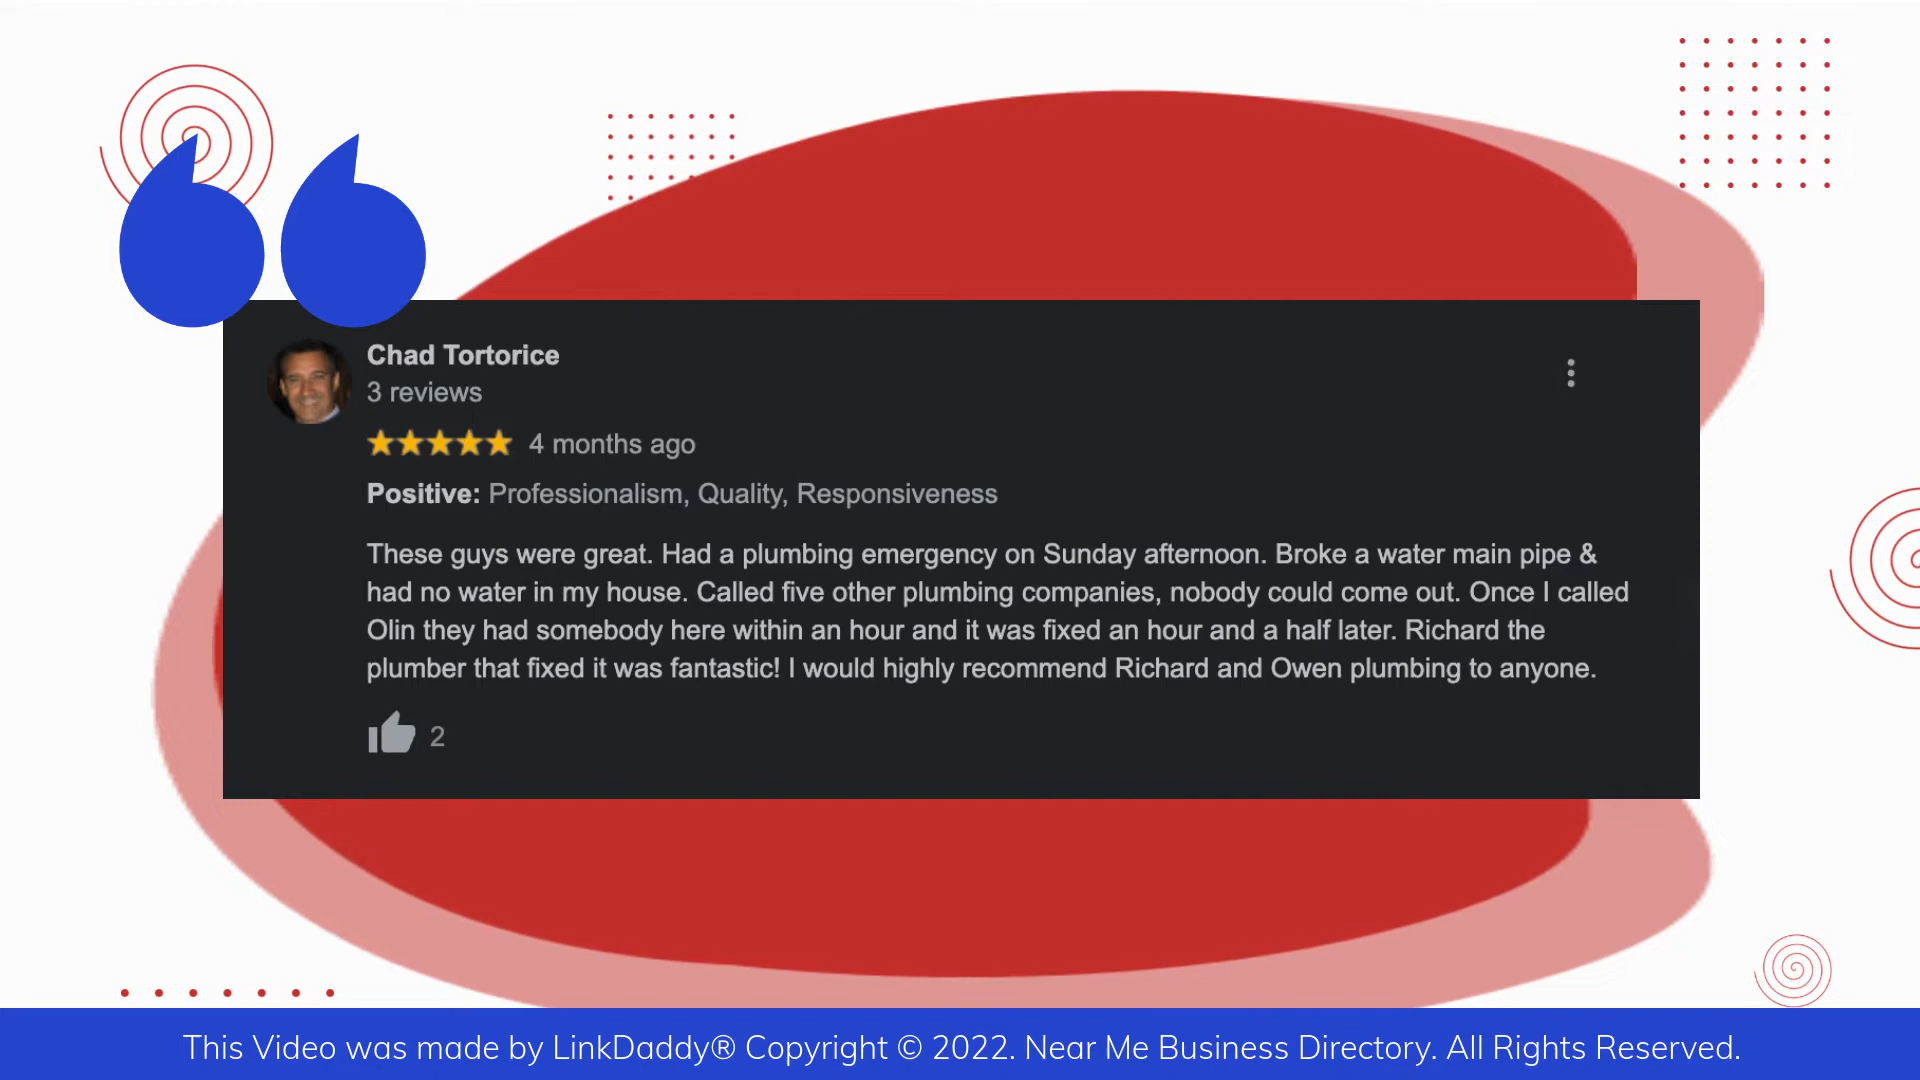 Chad Tortorice
3 reviews
4 months ago
Positive: Professionalism, Quality, Responsiveness
These guys were great. Had a plumbing emergency on Sunday afternoon. Broke a water main pipe &
had no water in my house. Called five other plumbing companies, nobody could come out. Once I called
Olin they had somebody here within an hour and it was fixed an hour and a half later. Richard the
plumber that fixed it was fantastic! I would highly recommend Richard and Owen plumbing to anyone.
2
This Video was made by LinkDaddy® Copyright © 2022. Near Me Business Directory. All Rights Reserved.